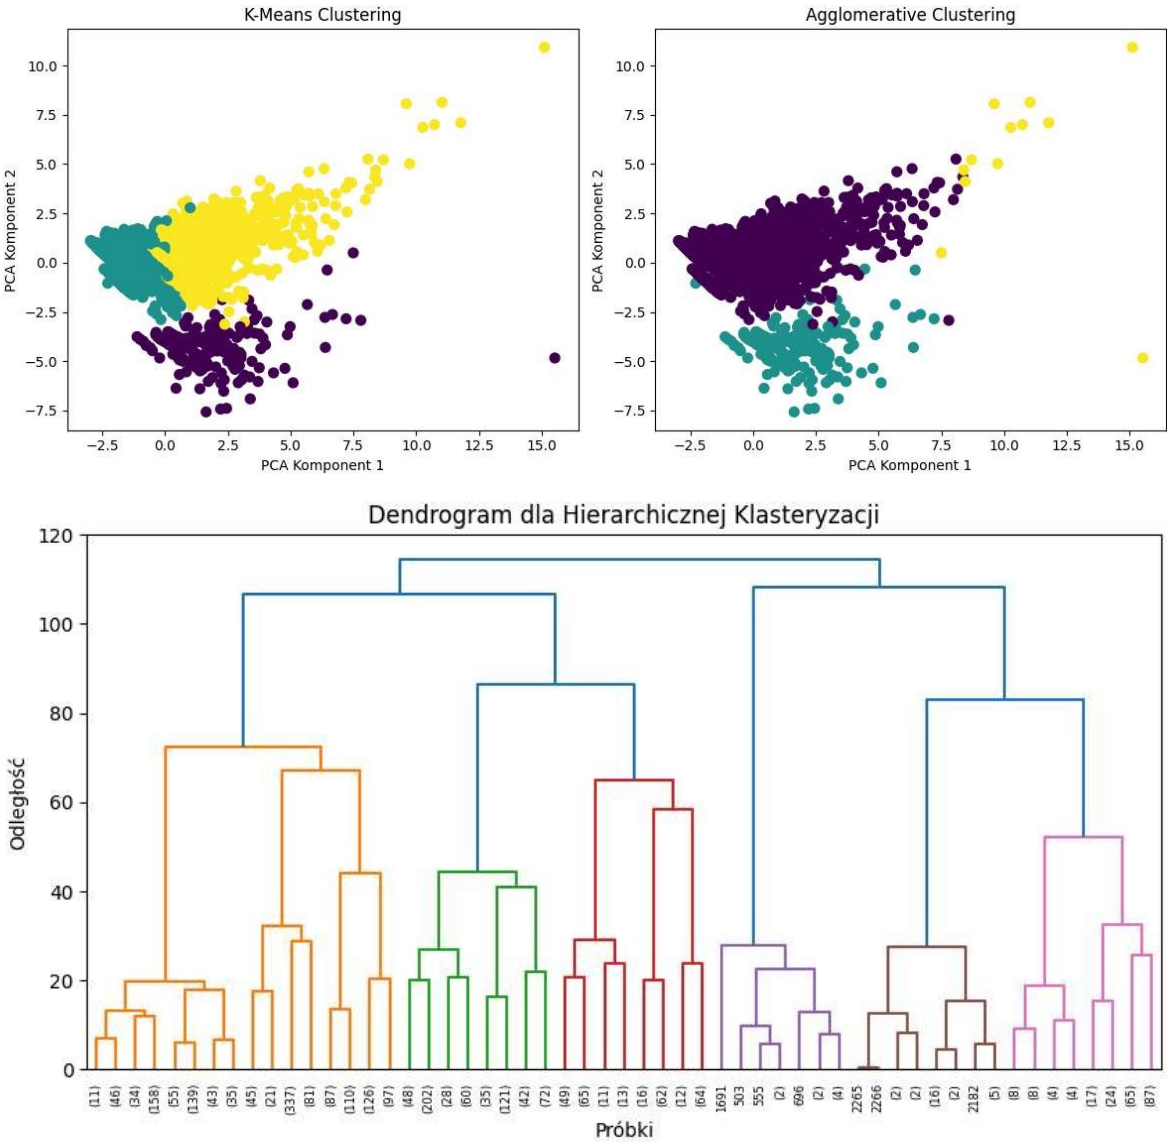 K-Means Clustering
Agglomerative Clustering
10.0
7.5
5.0
2.5
0.0
−2.5
−5.0
−7.5
PCA Komponent 2
−2.5 0.0 2.5 5.0 7.5 10.0 12.5 15.0
PCA Komponent 1
10.0
7.5
5.0
2.5
0.0
−2.5
−5.0
−7.5
PCA Komponent 2
−2.5 0.0 2.5 5.0 7.5 10.0 12.5 15.0
PCA Komponent 1
Dendrogram dla Hierarchicznej Klasteryzacji
120
100
80
60
40
20
0
Odległość
(11) (46) (34) (158) (55) (139) (43) (35) (45) (21) (337) (81) (87) (110) (126) (97) (48) (202) (28) (60) (35) (121) (42) (72) (49) (65) (11) (13) (16) (62) (12) (64) 1691 503 555 (2) 696 (2) (4) 2265 2266 (2) (2) (16) (2) 2182 (5) (8) (8) (4) (4) (17) (24) (65) (87)
Próbki